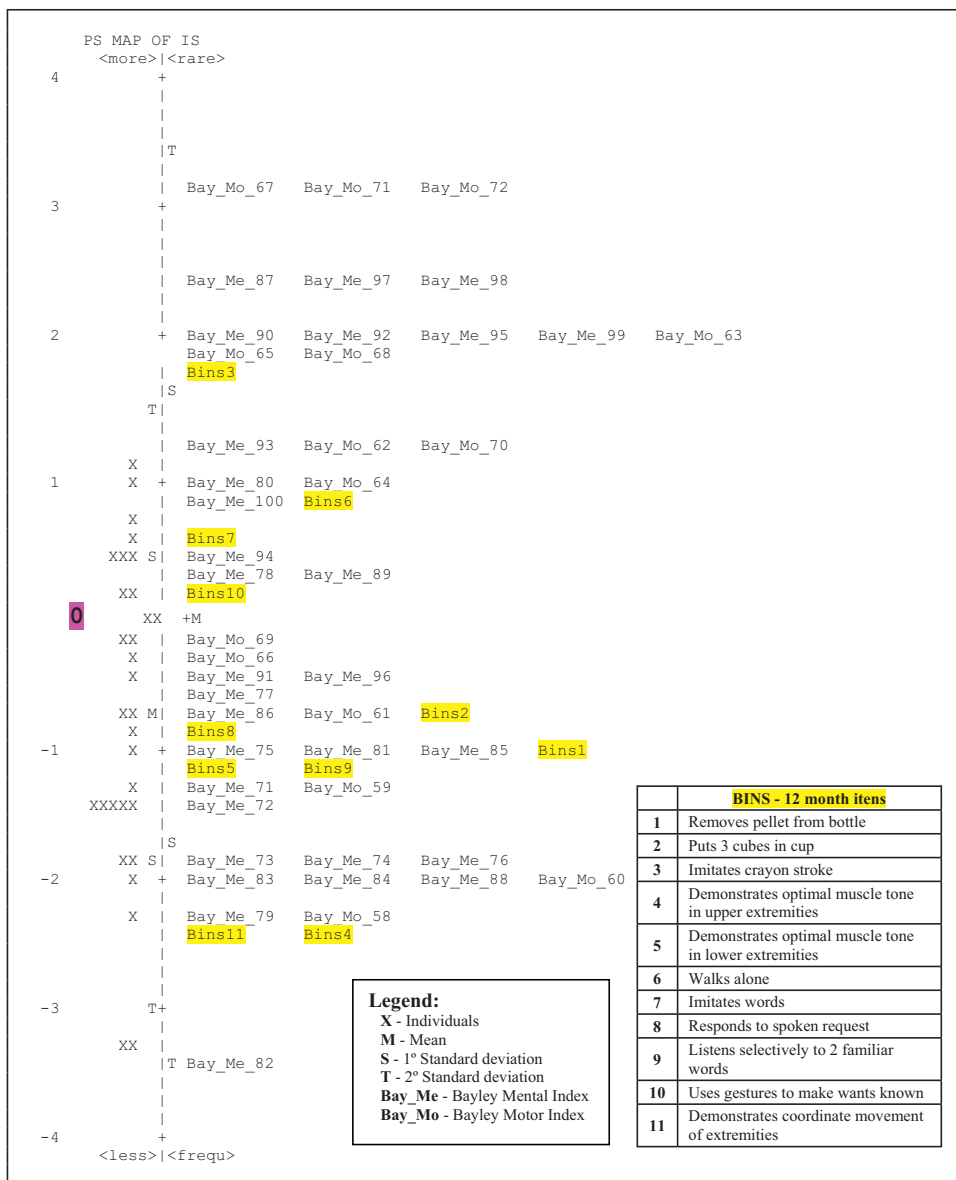 PS MAP OF IS
<more>|<rare>
4 +
|
|
|
|T
|
| Bay_Mo_67 Bay_Mo_71 Bay_Mo_72
3 +
|
|
|
| Bay_Me_87 Bay_Me_97 Bay_Me_98
|
|
2 + Bay_Me_90 Bay_Me_92 Bay_Me_95 Bay_Me_99 Bay_Mo_63
Bay_Mo_65 Bay_Mo_68
| Bins3
|S
T|
|
| Bay_Me_93 Bay_Mo_62 Bay_Mo_70
X |
1 X + Bay_Me_80 Bay_Mo_64
| Bay_Me_100 Bins6
X |
X | Bins7
XXX S| Bay_Me_94
| Bay_Me_78 Bay_Me_89
XX | Bins10
0 XX +M
XX | Bay_Mo_69
X | Bay_Mo_66
X | Bay_Me_91 Bay_Me_96
| Bay_Me_77
XX M| Bay_Me_86 Bay_Mo_61 Bins2
X | Bins8
-1 X + Bay_Me_75 Bay_Me_81 Bay_Me_85 Bins1
| Bins5 Bins9
X | Bay_Me_71 Bay_Mo_59
XXXXX | Bay_Me_72
|
|S
XX S| Bay_Me_73 Bay_Me_74 Bay_Me_76
-2 X + Bay_Me_83 Bay_Me_84 Bay_Me_88 Bay_Mo_60
|
X | Bay_Me_79 Bay_Mo_58
| Bins11 Bins4
|
|
|
-3 T+
|
XX |
|T Bay_Me_82
|
|
|
-4 +
<less>|<frequ>
Legend:
X - Individuals
M - Mean
S - 1º Standard deviation
T - 2º Standard deviation
Bay_Me - Bayley Mental Index
Bay_Mo - Bayley Motor Index
BINS - 12 month itens
1 Removes pellet from bottle
2 Puts 3 cubes in cup
3 Imitates crayon stroke
4 Demonstrates optimal muscle tone
in upper extremities
5 Demonstrates optimal muscle tone
in lower extremities
6 Walks alone
7 Imitates words
8 Responds to spoken request
9 Listens selectively to 2 familiar
words
10 Uses gestures to make wants known
11 Demonstrates coordinate movement
of extremities